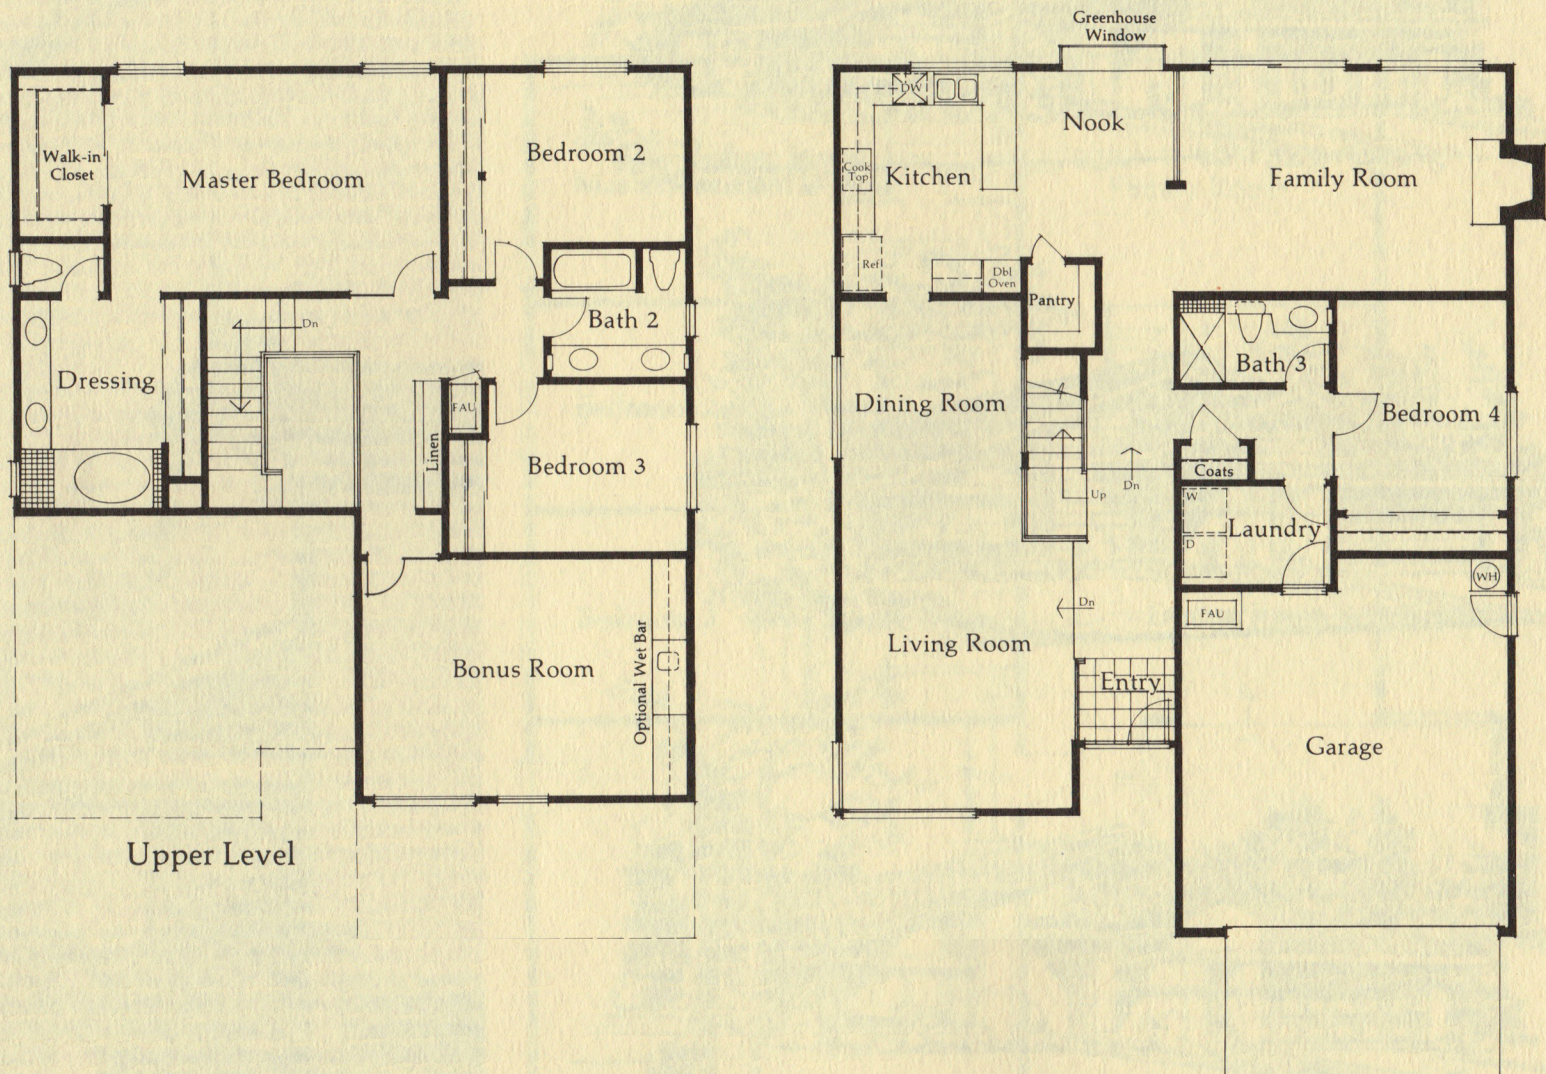 Greenhouse
Window
Walk-in
Closet
Master Bedroom
Bedroom 2
Dn
Bath 2
Dressing
FAU
Linen
Bedroom 3
Bonus Room
Optional Wet Bar
Upper Level
DW
Nook
Cook
Top
Kitchen
Family Room
Ref
Dbl
Oven
Pantry
Bath 3
Dining Room
Bedroom 4
Coats
Up
Dn
W
Laundry
D
WH
Dn
FAU
Living Room
Entry
Garage